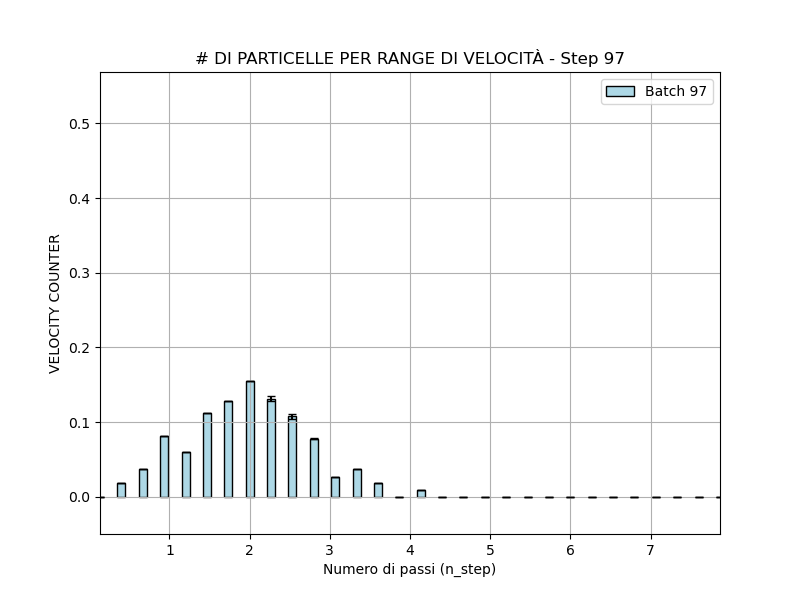 # DI PARTICELLE PER RANGE DI VELOCITÀ - Step 97
Batch 97
VELOCITY COUNTER
0.5
0.4
0.3
0.2
0.1
0.0
1 2 3 4 5 6 7
Numero di passi (n_step)